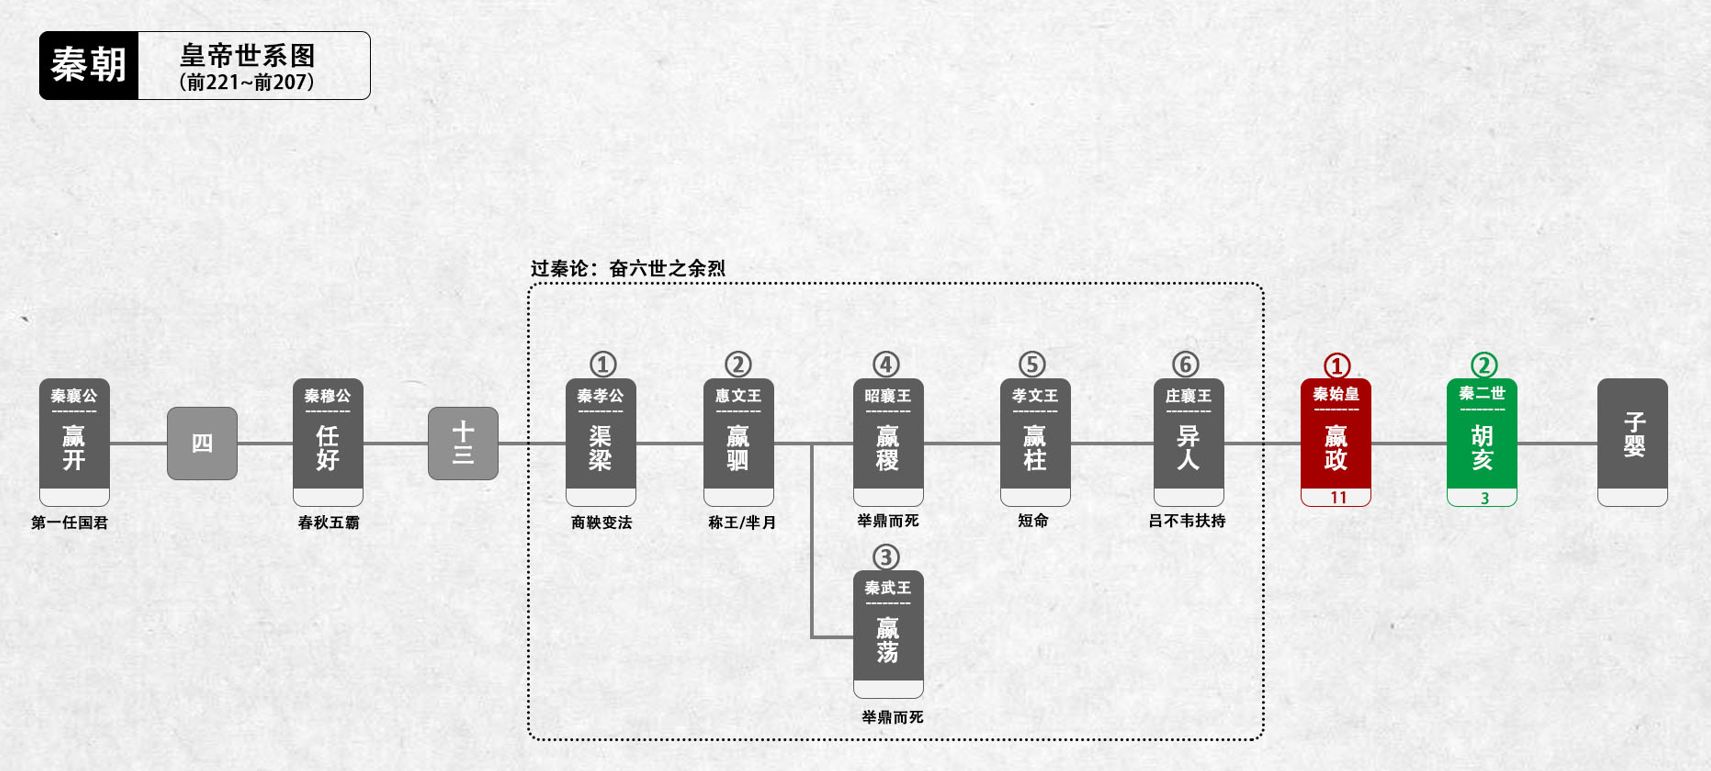 秦朝
皇帝世系图
（前221~前207）
过秦论：奋六世之余烈
秦襄公
嬴开
第一任国君
四
秦穆公
任好
春秋五霸
十三
①
秦孝公
渠梁
商鞅变法
②
惠文王
嬴驷
称王/芈月
④
昭襄王
嬴稷
举鼎而死
③
秦武王
嬴荡
举鼎而死
⑤
孝文王
嬴柱
短命
⑥
庄襄王
异人
吕不韦扶持
①
秦始皇
嬴政
11
②
秦二世
胡亥
3
子婴